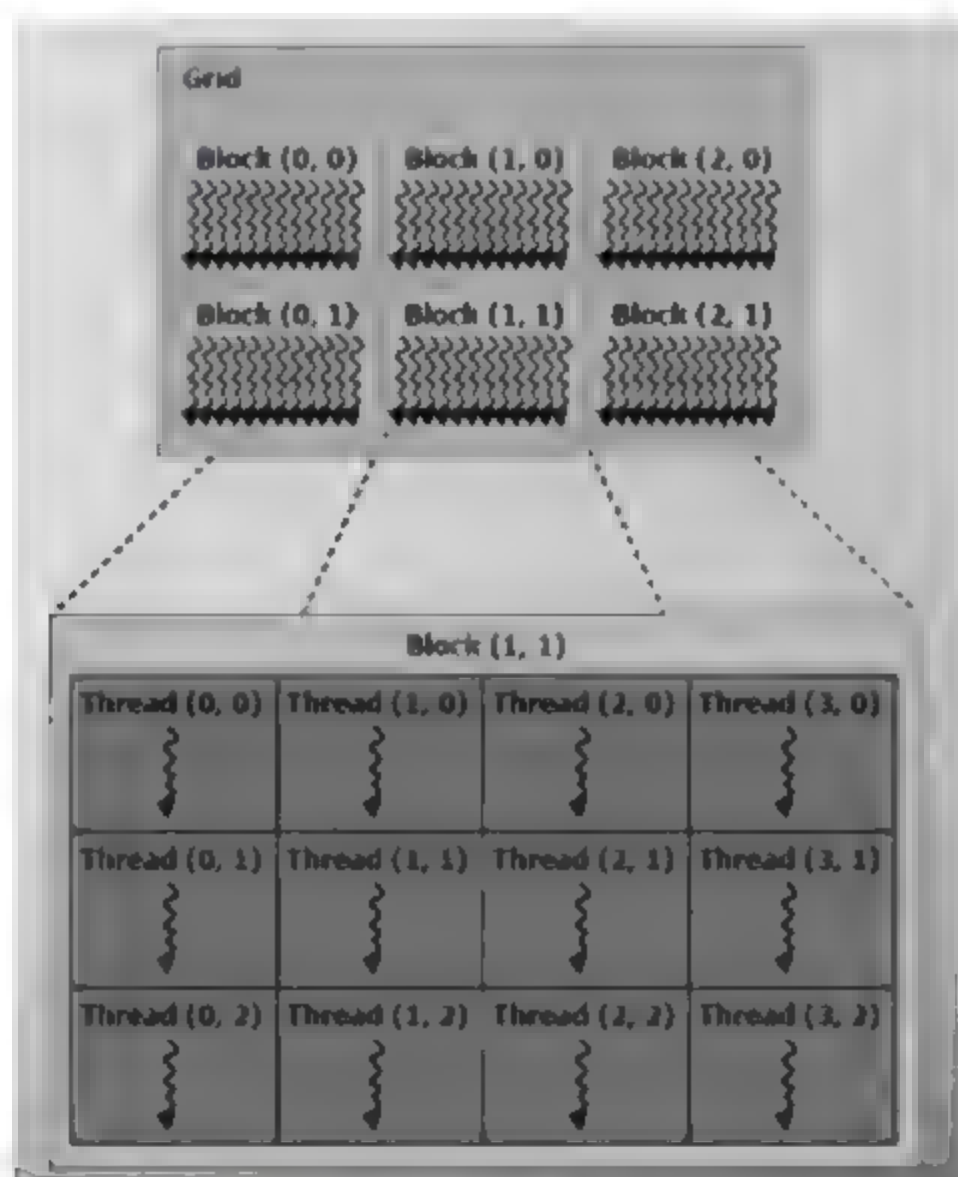 Grid
Block (0, 0) Block (1, 0) Block (2, 0)
Block (0, 1) Block (1, 1) Block (2, 1)
Block (1, 1)
Thread (0, 0) Thread (1, 0) Thread (2, 0) Thread (3, 0)
Thread (0, 1) Thread (1, 1) Thread (2, 1) Thread (3, 1)
Thread (0, 2) Thread (1, 2) Thread (2, 2) Thread (3, 2)